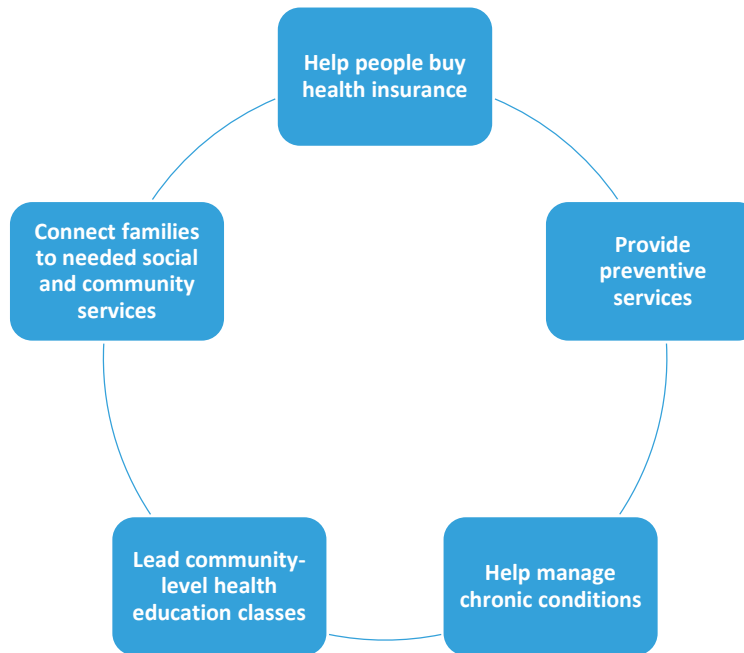 Help people buy
health insurance
Provide
preventive
services
Help manage
chronic conditions
Lead community-
level health
education classes
Connect families
to needed social
and community
services